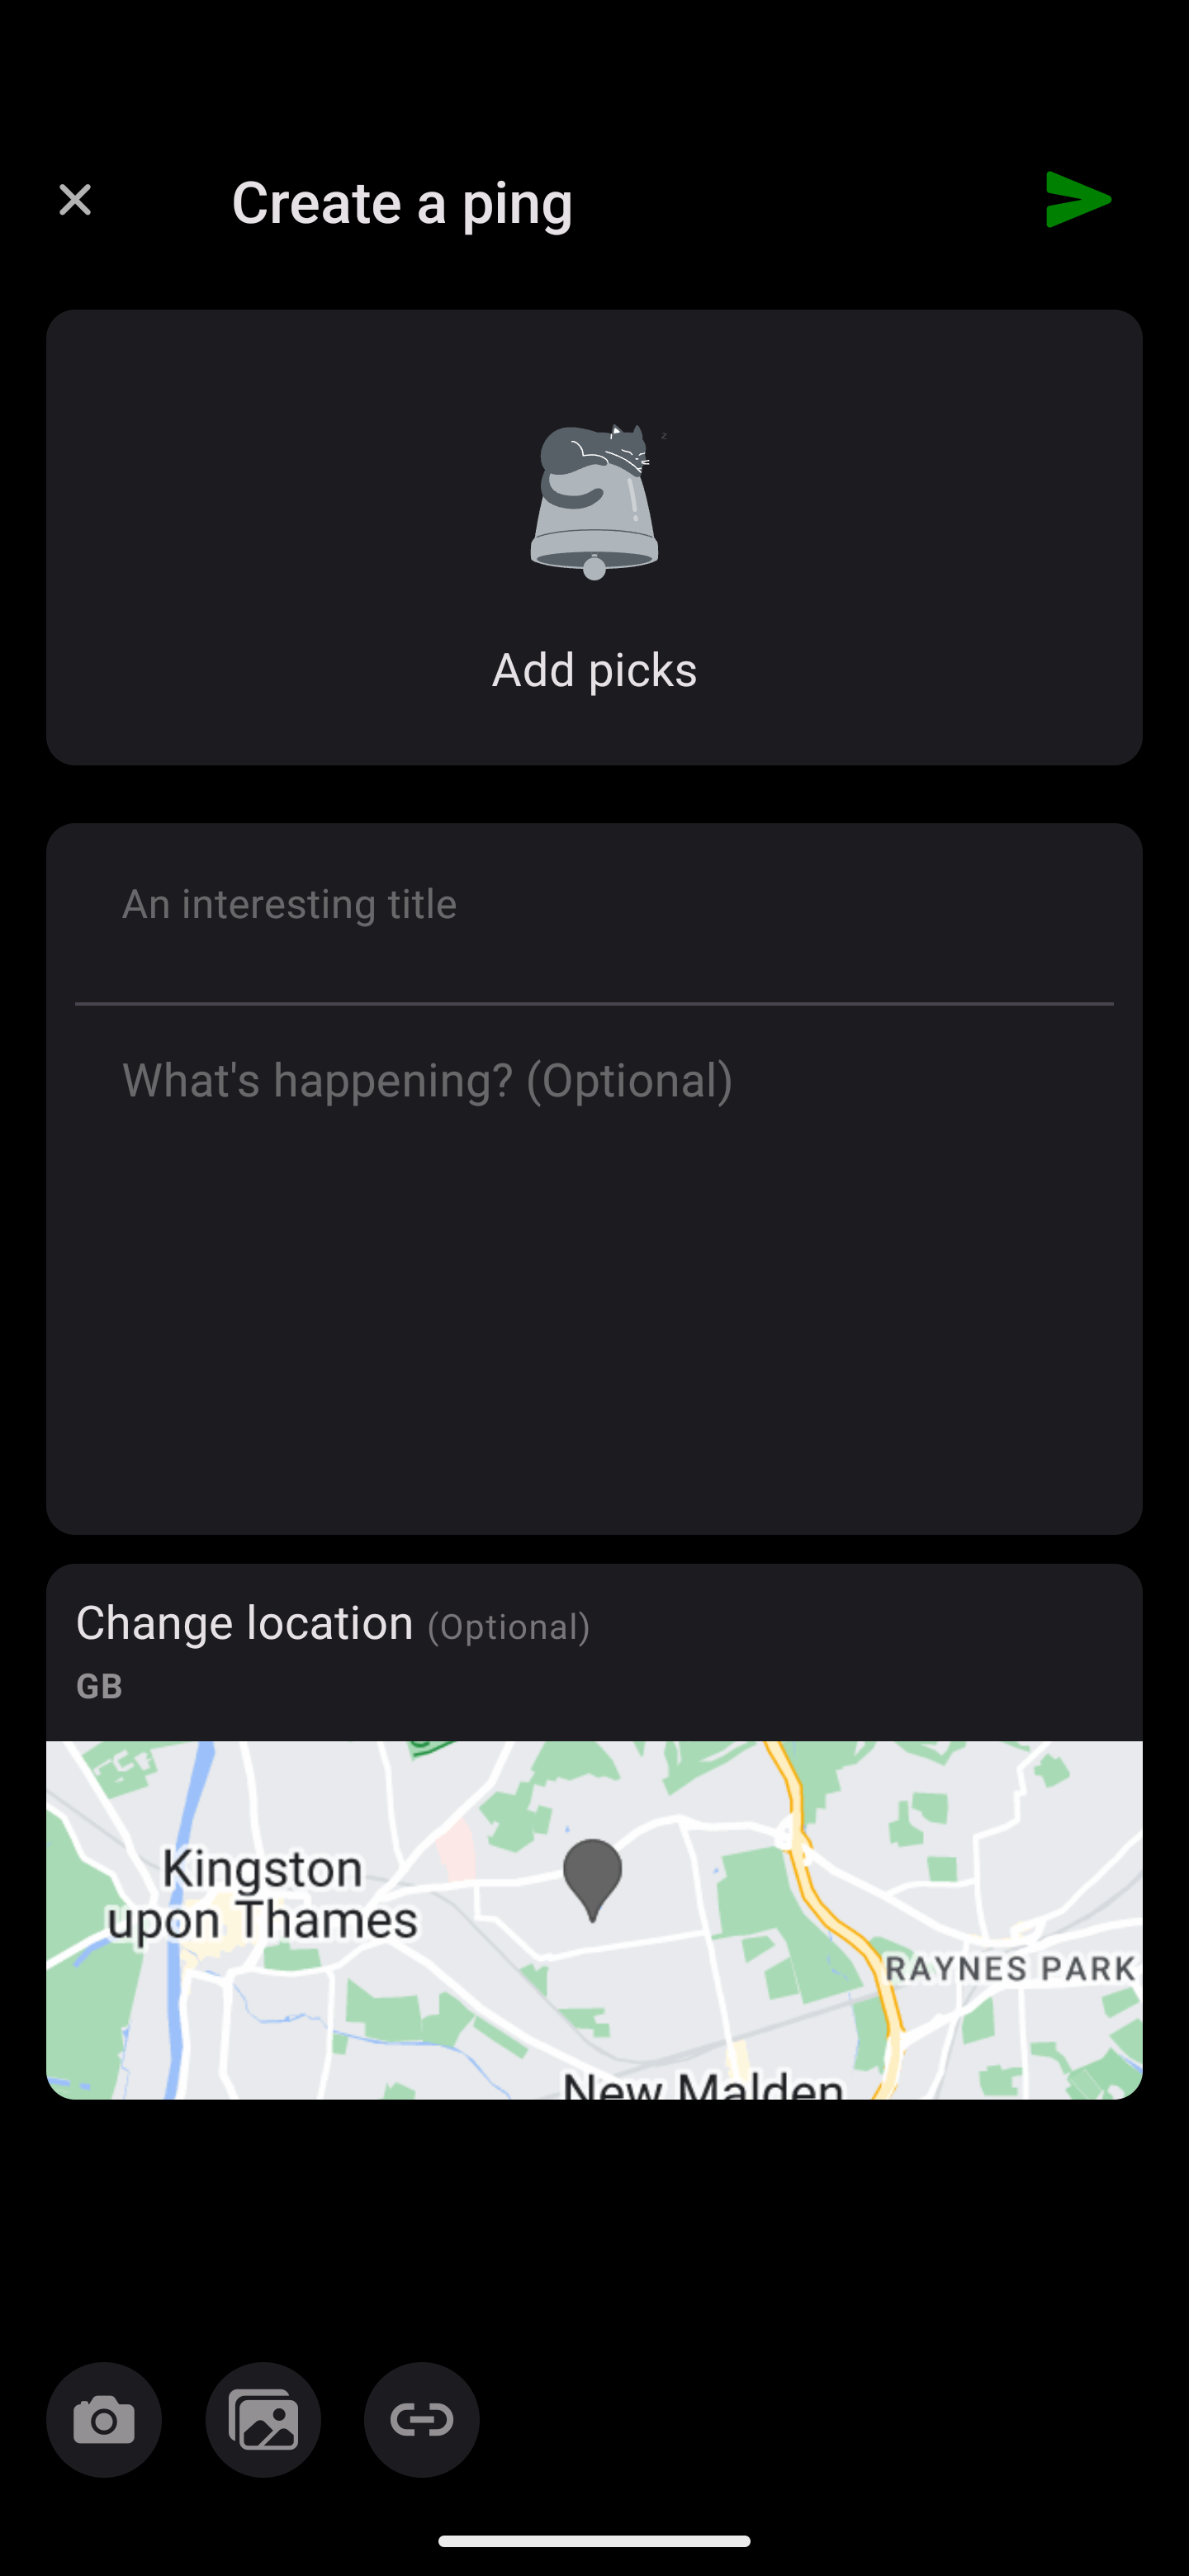 Create a ping
z
Add picks
An interesting title
What's happening? (Optional)
Change location (Optional)
GB
Kingston
upon Thames
RAYNES PARK
New Malden